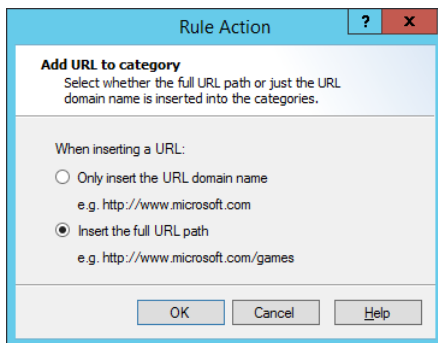 Rule Action
?
x
Add URL to category
Select whether the full URL path or just the URL
domain name is inserted into the categories.
When inserting a URL:
Only insert the URL domain name
e.g. http://www.microsoft.com
Insert the full URL path
e.g. http://www.microsoft.com/games
OK
Cancel
Help